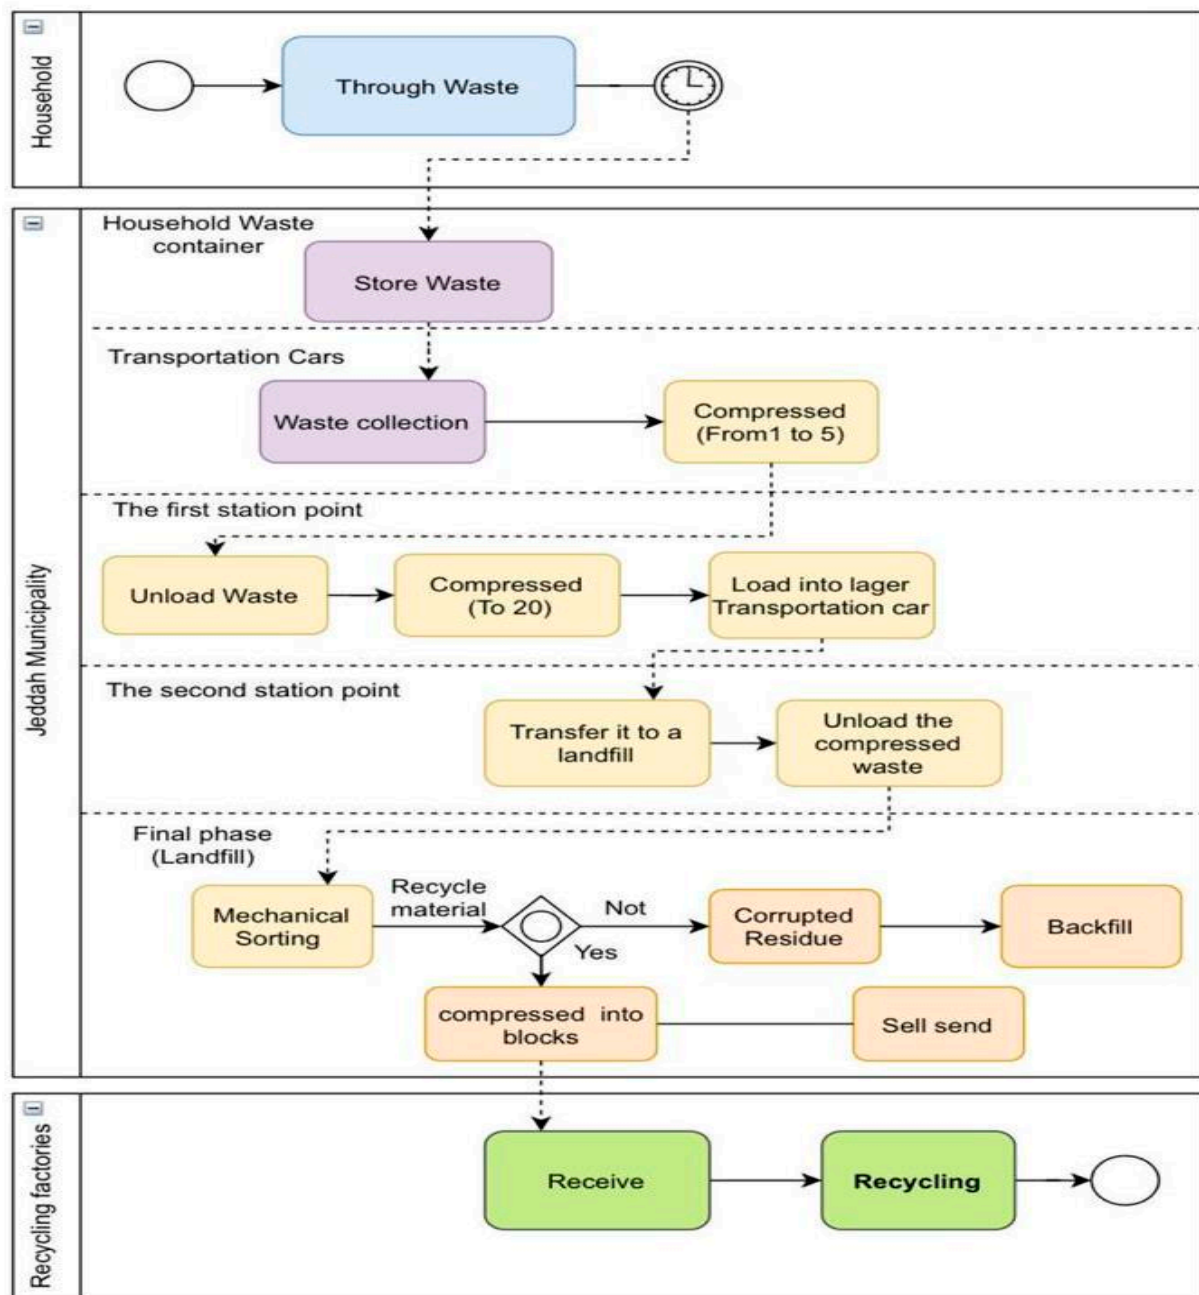 Household
Through Waste
Jeddah Municipality
Household Waste
container
Store Waste
Transportation Cars
Waste collection
Compressed
(From1 to 5)
The first station point
Unload Waste
Compressed
(To 20)
Load into lager
Transportation car
The second station point
Transfer it to a
landfill
Unload the
compressed
waste
Final phase
(Landfill)
Mechanical
Sorting
Recycle
material
Not
Yes
Corrupted
Residue
Backfill
compressed into
blocks
Sell send
Recycling factories
Receive
Recycling